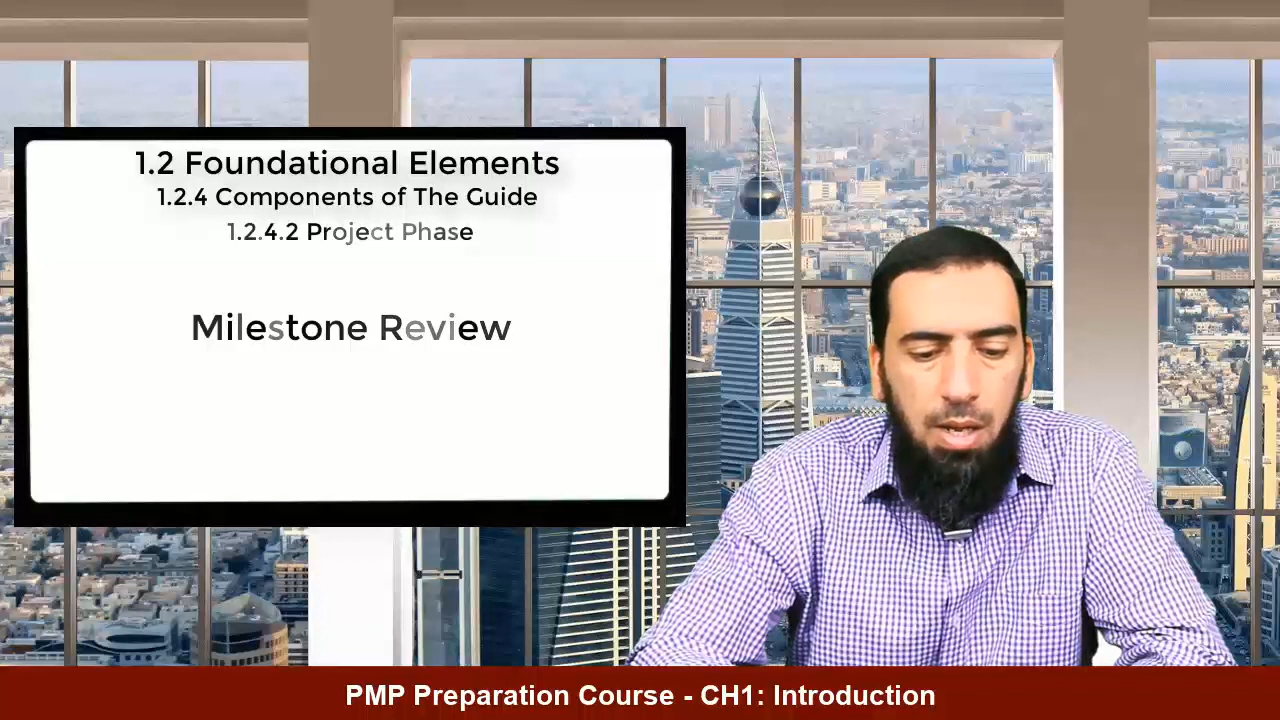 1.2 Foundational Elements
1.2.4 Components of The Guide
1.2.4.2 Project Phase
Milestone Review
PMP Preparation Course - CH1: Introduction